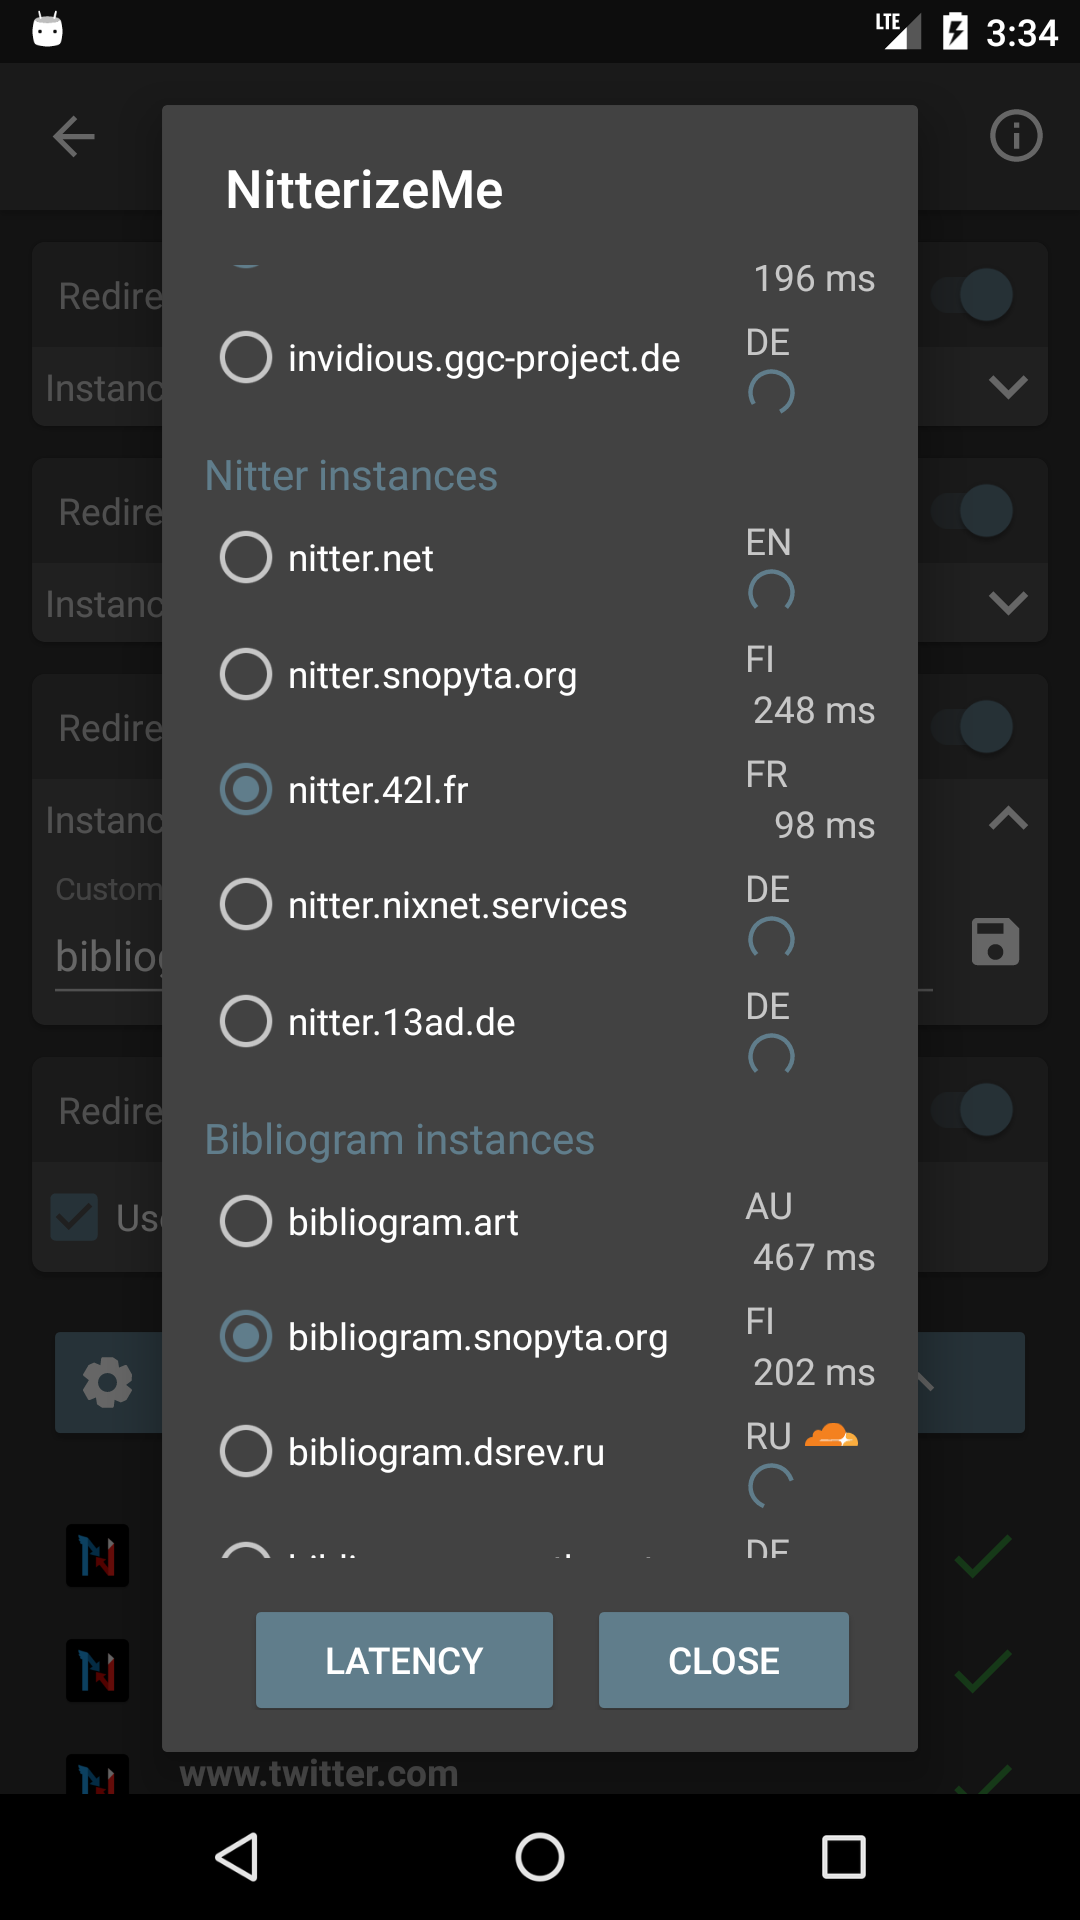 LTE 3:34
NitterizeMe
196 ms
Redire
invidious.ggc-project.de DE
Instanc
Nitter instances
Redire
nitter.net EN
Instanc
nitter.snopyta.org FI
248 ms
Redire
nitter.42l.fr FR
98 ms
Instanc
Custom
nitter.nixnet.services DE
bibliog
nitter.13ad.de DE
Redire
Bibliogram instances
bibliogram.art AU
467 ms
Use
bibliogram.snopyta.org FI
202 ms
bibliogram.dsrev.ru RU
DE
LATENCY CLOSE
www.twitter.com